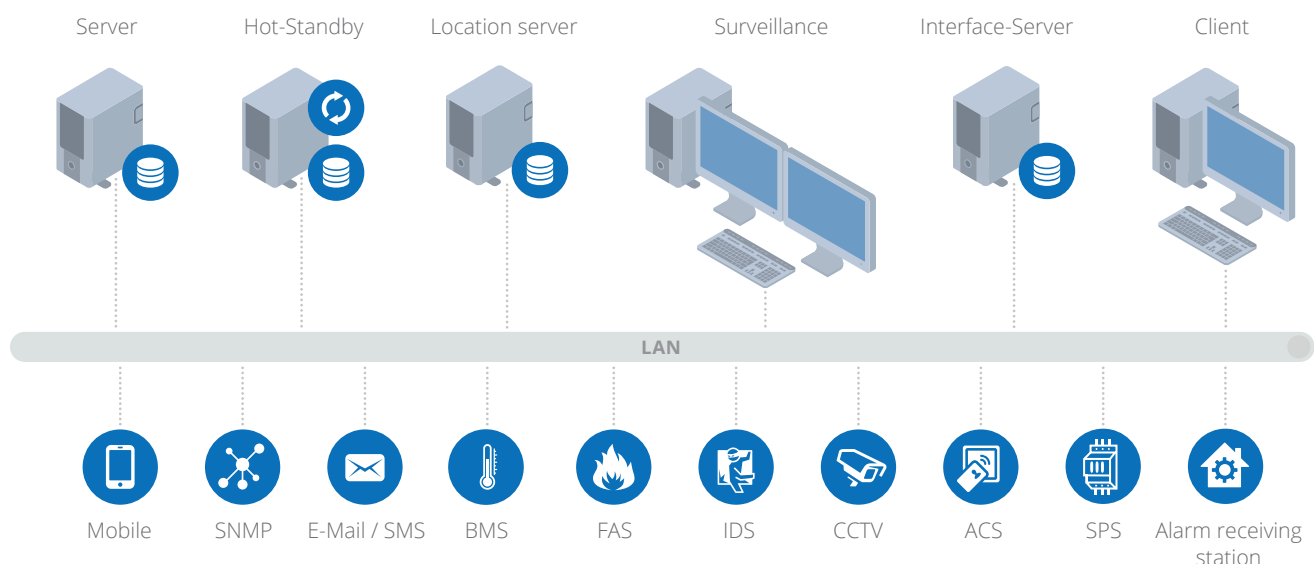 Server
Hot-Standby
Location server
Surveillance
Interface-Server
Client
LAN
Mobile
SNMP
E-Mail / SMS
BMS
FAS
IDS
CCTV
ACS
SPS
Alarm receiving
station